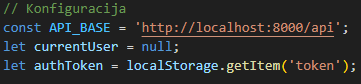 // Konfiguracija
const API_BASE = 'http://localhost:8000/api';
let currentUser = null;
let authToken = localStorage.getItem('token');